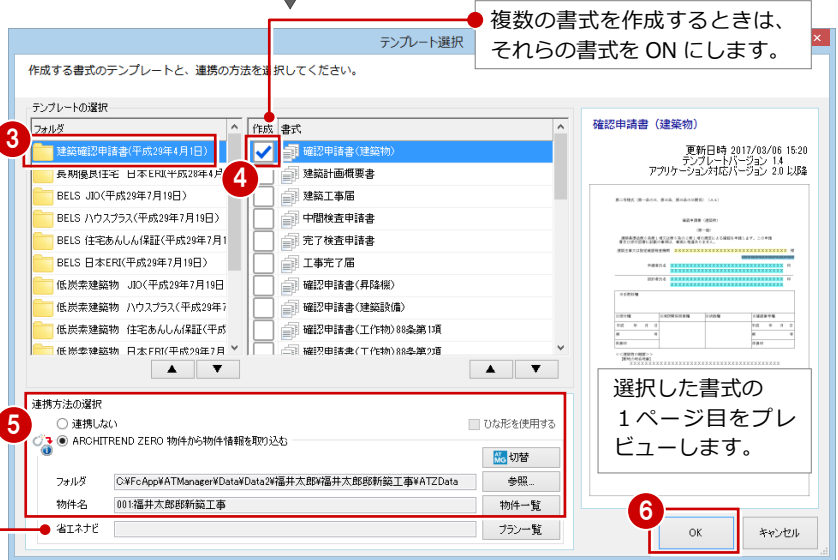 複数の書式を作成するときは、
それらの書式を ON にします。
テンプレート選択
作成する書式のテンプレートと、連携の方法を選択してください。
テンプレートの選択
フォルダ
作成
書式
3
建築確認申請書(平成29年4月1日)
長期優良住宅 日本ERI(平成28年4月
BELS JIO(平成29年7月19日)
BELS ハウスプラス(平成29年7月19日)
BELS 住宅あんしん保証(平成29年7月1
BELS 日本ERI(平成29年7月19日)
低炭素建築物 JIO(平成29年7月19日
低炭素建築物 ハウスプラス(平成29年7
低炭素建築物 住宅あんしん保証(平成
低炭素建築物 日本ERI(平成29年7月
4
確認申請書(建築物)
建築計画概要書
建築工事届
中間検査申請書
完了検査申請書
工事完了届
確認申請書(昇降機)
確認申請書(建築設備)
確認申請書(工作物)88条第1項
確認申請書(工作物)88条第2項
▲ ▼
▲ ▼
確認申請書（建築物）
更新日時 2017/03/06 15:20
テンプレートバージョン 1.4
アプリケーション対応バージョン 2.0 以降
選択した書式の
１ページ目をプレ
ビューします。
5
連携方法の選択
連携しない
ひな形を使用する
ARCHITREND ZERO 物件から物件情報を取り込む
切替
フォルダ
C:¥FcApp¥ATManager¥Data¥Data2¥福井太郎¥福井太郎邸新築工事¥ATZData
参照...
物件名
001:福井太郎邸新築工事
物件一覧
省エネナビ
プラン一覧
6
OK
キャンセル